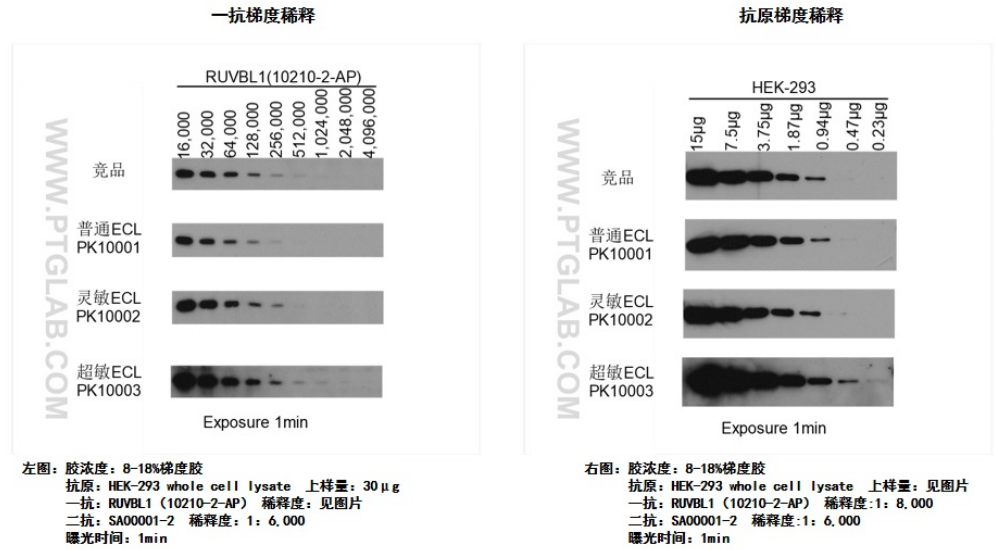 一抗梯度稀释
RUVBL1(10210-2-AP)
16,000 32,000 64,000 128,000 256,000 512,000 1,024,000 2,048,000 4,096,000
WWW.PTGLAB.COM
竞品
普通ECL
PK10001
灵敏ECL
PK10002
超敏ECL
PK10003
Exposure 1min
左图：胶浓度：8-18%梯度胶
抗原：HEK-293 whole cell lysate 上样量：30μg
一抗：RUVBL1（10210-2-AP） 稀释度：见图片
二抗：SA00001-2 稀释度：1：6,000
曝光时间：1min
抗原梯度稀释
HEK-293
15μg 7.5μg 3.75μg 1.87μg 0.94μg 0.47μg 0.23μg
WWW.PTGLAB.COM
竞品
普通ECL
PK10001
灵敏ECL
PK10002
超敏ECL
PK10003
Exposure 1min
右图：胶浓度：8-18%梯度胶
抗原：HEK-293 whole cell lysate 上样量：见图片
一抗：RUVBL1（10210-2-AP）稀释度:1：8,000
二抗：SA00001-2 稀释度:1：6,000
曝光时间：1min